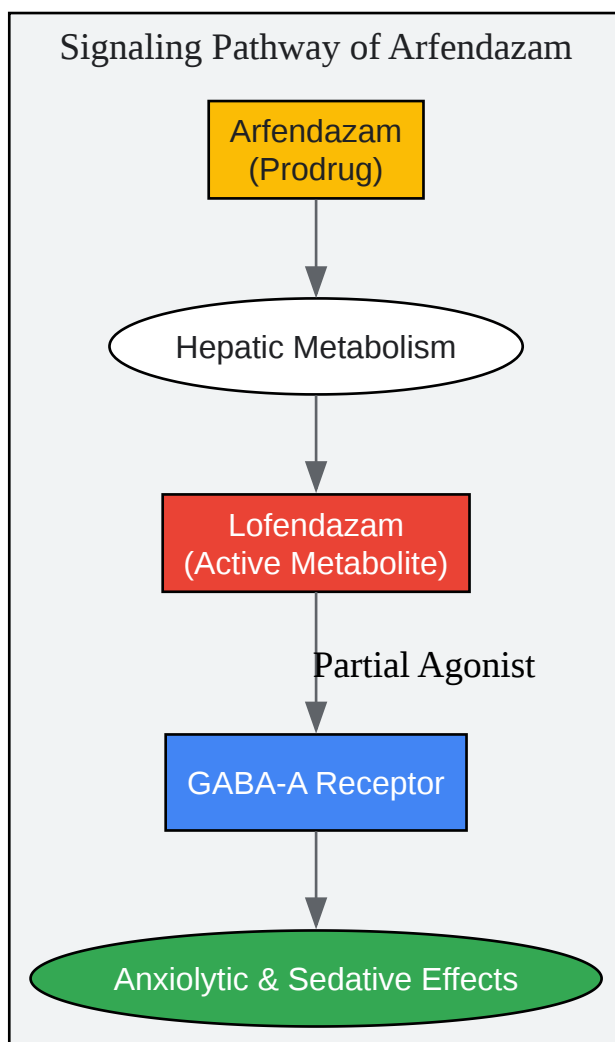 Signaling Pathway of Arfendazam
Arfendazam
(Prodrug)
Hepatic Metabolism
Lofendazam
(Active Metabolite)
Partial Agonist
GABA-A Receptor
Anxiolytic & Sedative Effects